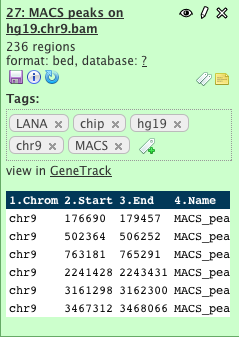 27: MACS peaks on
hg19.chr9.bam
236 regions
format: bed, database: ?
Tags:
LANA x chip x hg19 x
chr9 x MACS x
view in GeneTrack
1.Chrom 2.Start 3.End 4.Name
chr9 176690 179457 MACS_pea
chr9 502364 506252 MACS_pea
chr9 763181 765291 MACS_pea
chr9 2241428 2243431 MACS_pea
chr9 3161298 3162300 MACS_pea
chr9 3467312 3468066 MACS_pea